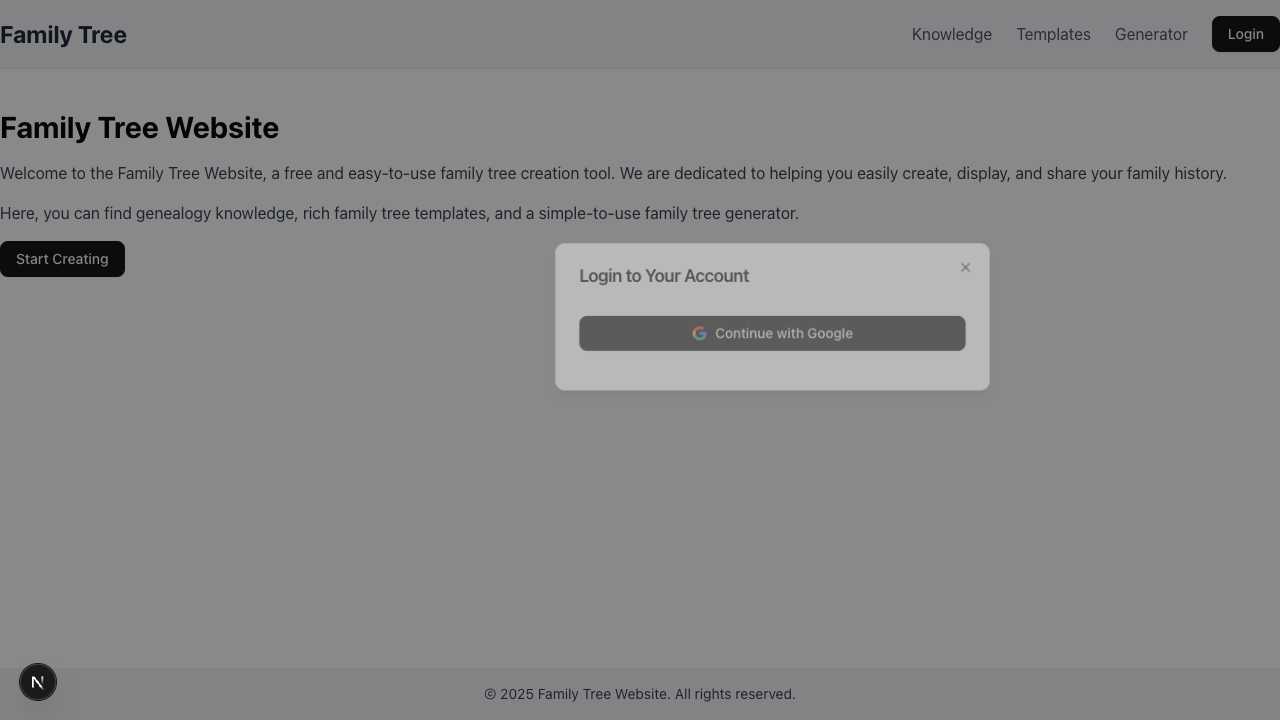 Family Tree
Knowledge Templates Generator Login
Family Tree Website
Welcome to the Family Tree Website, a free and easy-to-use family tree creation tool. We are dedicated to helping you easily create, display, and share your family history.
Here, you can find genealogy knowledge, rich family tree templates, and a simple-to-use family tree generator.
Start Creating
Login to Your Account
Continue with Google
N
© 2025 Family Tree Website. All rights reserved.